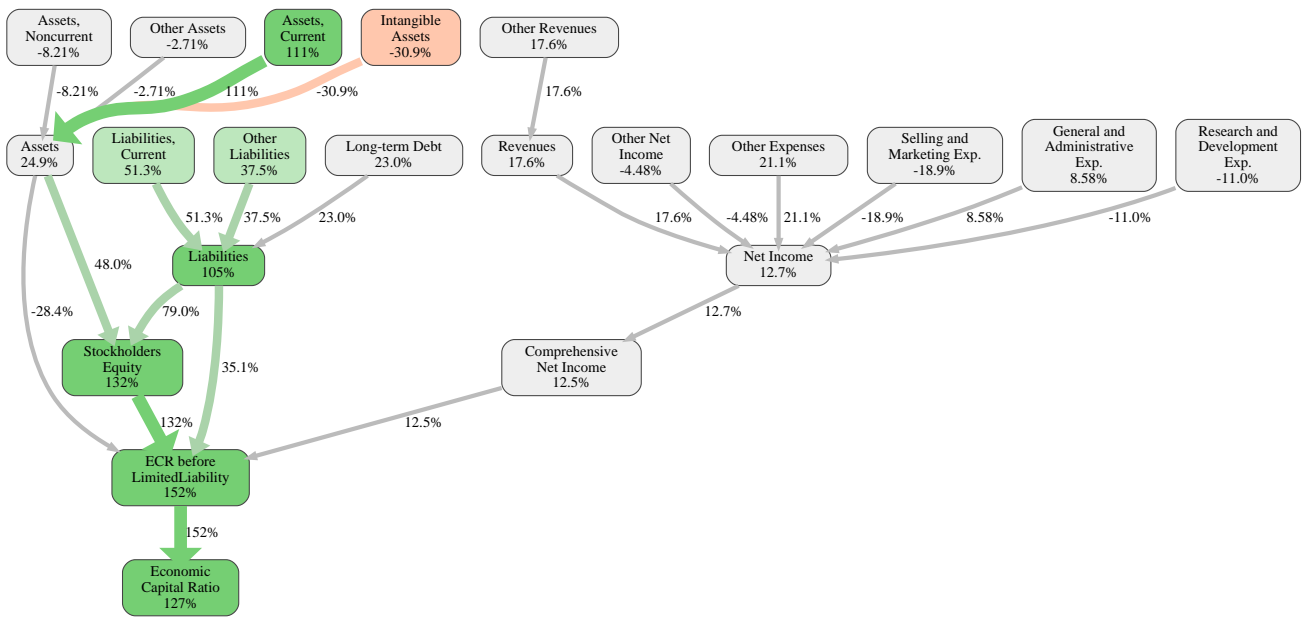 Assets,
Noncurrent
-8.21%
Other Assets
-2.71%
Assets,
Current
111%
Intangible
Assets
-30.9%
Other Revenues
17.6%
-8.21%
-2.71%
111%
-30.9%
17.6%
Assets
24.9%
Liabilities,
Current
51.3%
Other
Liabilities
37.5%
Long-term Debt
23.0%
Revenues
17.6%
Other Net
Income
-4.48%
Other Expenses
21.1%
Selling and
Marketing Exp.
-18.9%
General and
Administrative
Exp.
8.58%
Research and
Development
Exp.
-11.0%
51.3%
37.5%
23.0%
17.6%
-4.48%
21.1%
-18.9%
8.58%
-11.0%
48.0%
Liabilities
105%
Net Income
12.7%
-28.4%
79.0%
12.7%
Stockholders
Equity
132%
35.1%
Comprehensive
Net Income
12.5%
132%
12.5%
ECR before
LimitedLiability
152%
152%
Economic
Capital Ratio
127%